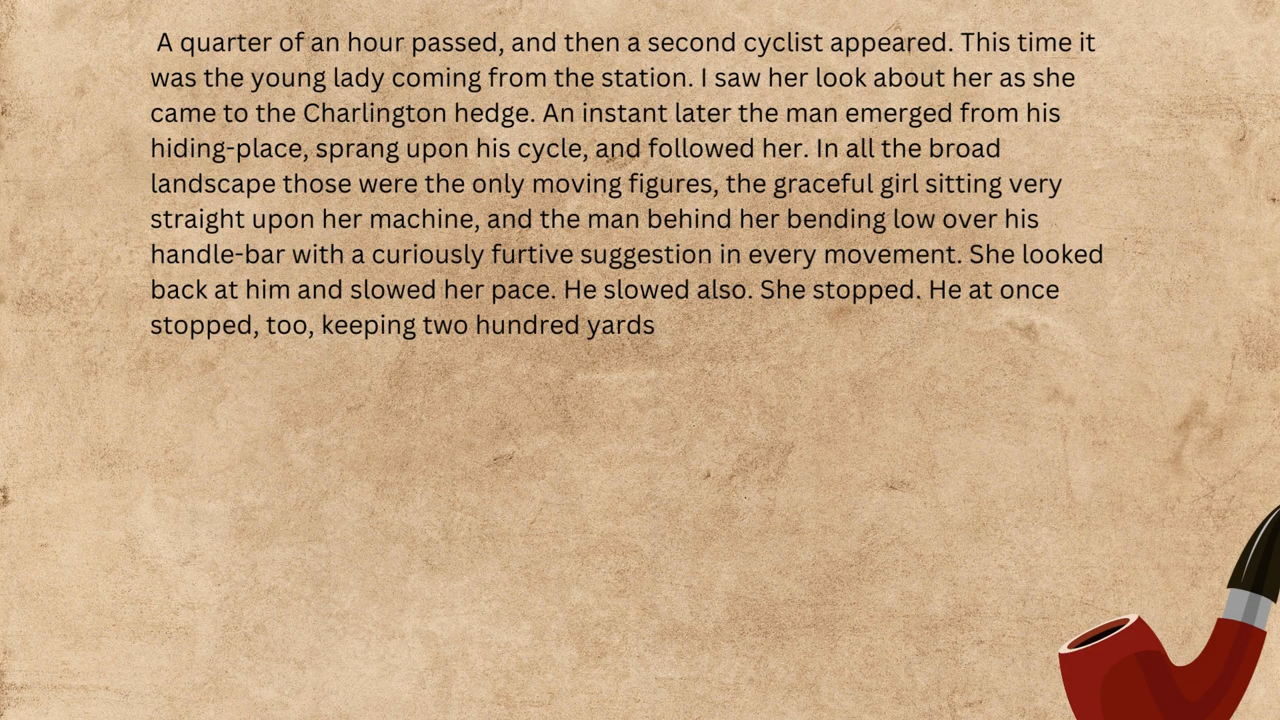 A quarter of an hour passed, and then a second cyclist appeared. This time it
was the young lady coming from the station. I saw her look about her as she
came to the Charlington hedge. An instant later the man emerged from his
hiding-place, sprang upon his cycle, and followed her. In all the broad
landscape those were the only moving figures, the graceful girl sitting very
straight upon her machine, and the man behind her bending low over his
handle-bar with a curiously furtive suggestion in every movement. She looked
back at him and slowed her pace. He slowed also. She stopped. He at once
stopped, too, keeping two hundred yards